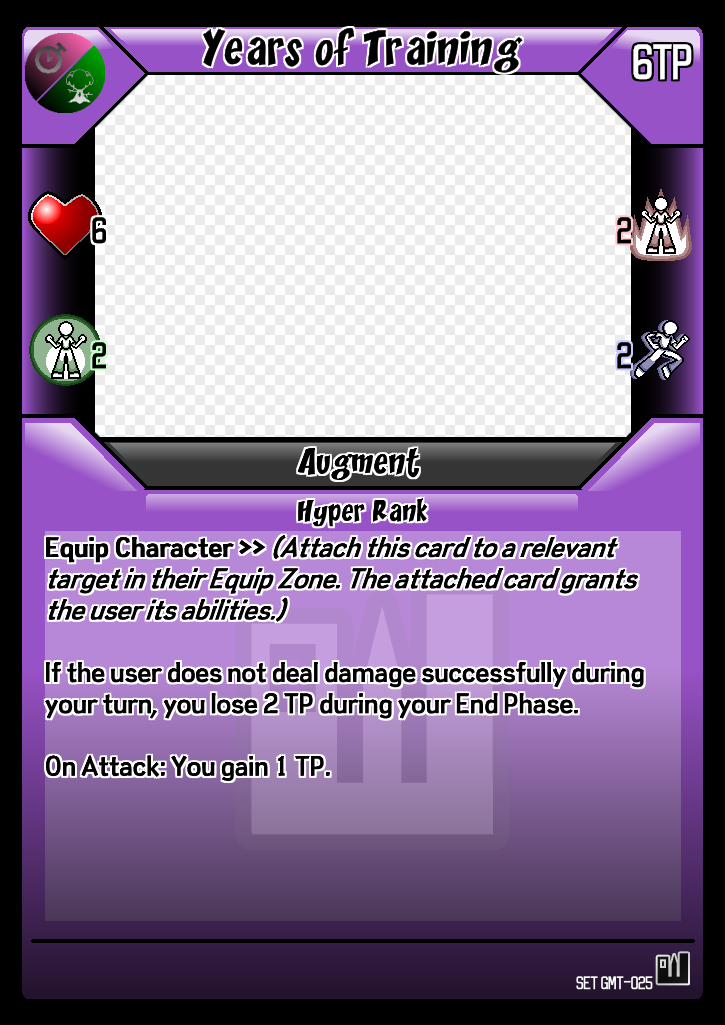 Years of Training
6TP
6
2
2
2
Augment
Hyper Rank
Equip Character >> (Attach this card to a relevant
target in their Equip Zone. The attached card grants
the user its abilities.)
If the user does not deal damage successfully during
your turn, you lose 2 TP during your End Phase.
On Attack: You gain 1 TP.
SET GMT-025